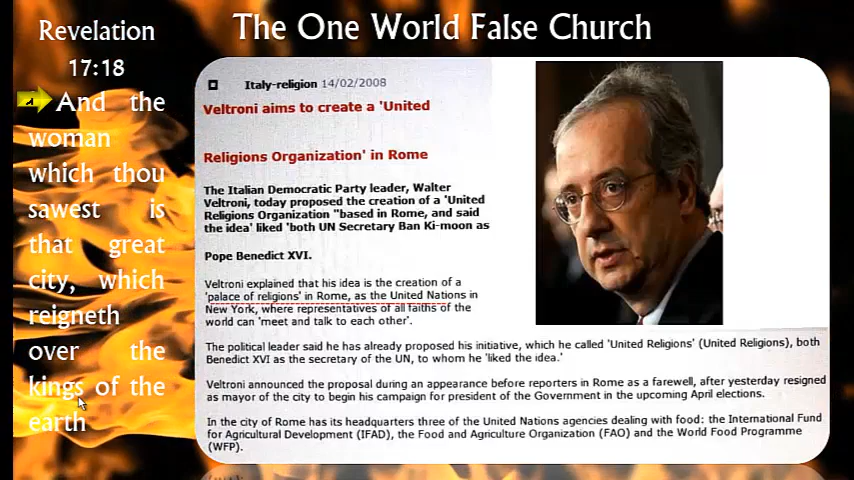 The One World False Church
Revelation
17:18
And the
woman
which thou
sawest is
that great
city, which
reigneth
over the
kings of the
earth
Italy-religion 14/02/2008
Veltroni aims to create a 'United
Religions Organization' in Rome
The Italian Democratic Party leader, Walter
Veltroni, today proposed the creation of a 'United
Religions Organization "based in Rome, and said
the idea' liked 'both UN Secretary Ban Ki-moon as
Pope Benedict XVI.
Veltroni explained that his idea is the creation of a
'palace of religions' in Rome, as the United Nations in
New York, where representatives of all faiths of the
world can 'meet and talk to each other'.
The political leader said he has already proposed his initiative, which he called 'United Religions' (United Religions), both
Benedict XVI as the secretary of the UN, to whom he 'liked the idea.'
Veltroni announced the proposal during an appearance before reporters in Rome as a farewell, after yesterday resigned
as mayor of the city to begin his campaign for president of the Government in the upcoming April elections.
In the city of Rome has its headquarters three of the United Nations agencies dealing with food: the International Fund
for Agricultural Development (IFAD), the Food and Agriculture Organization (FAO) and the World Food Programme
(WFP).